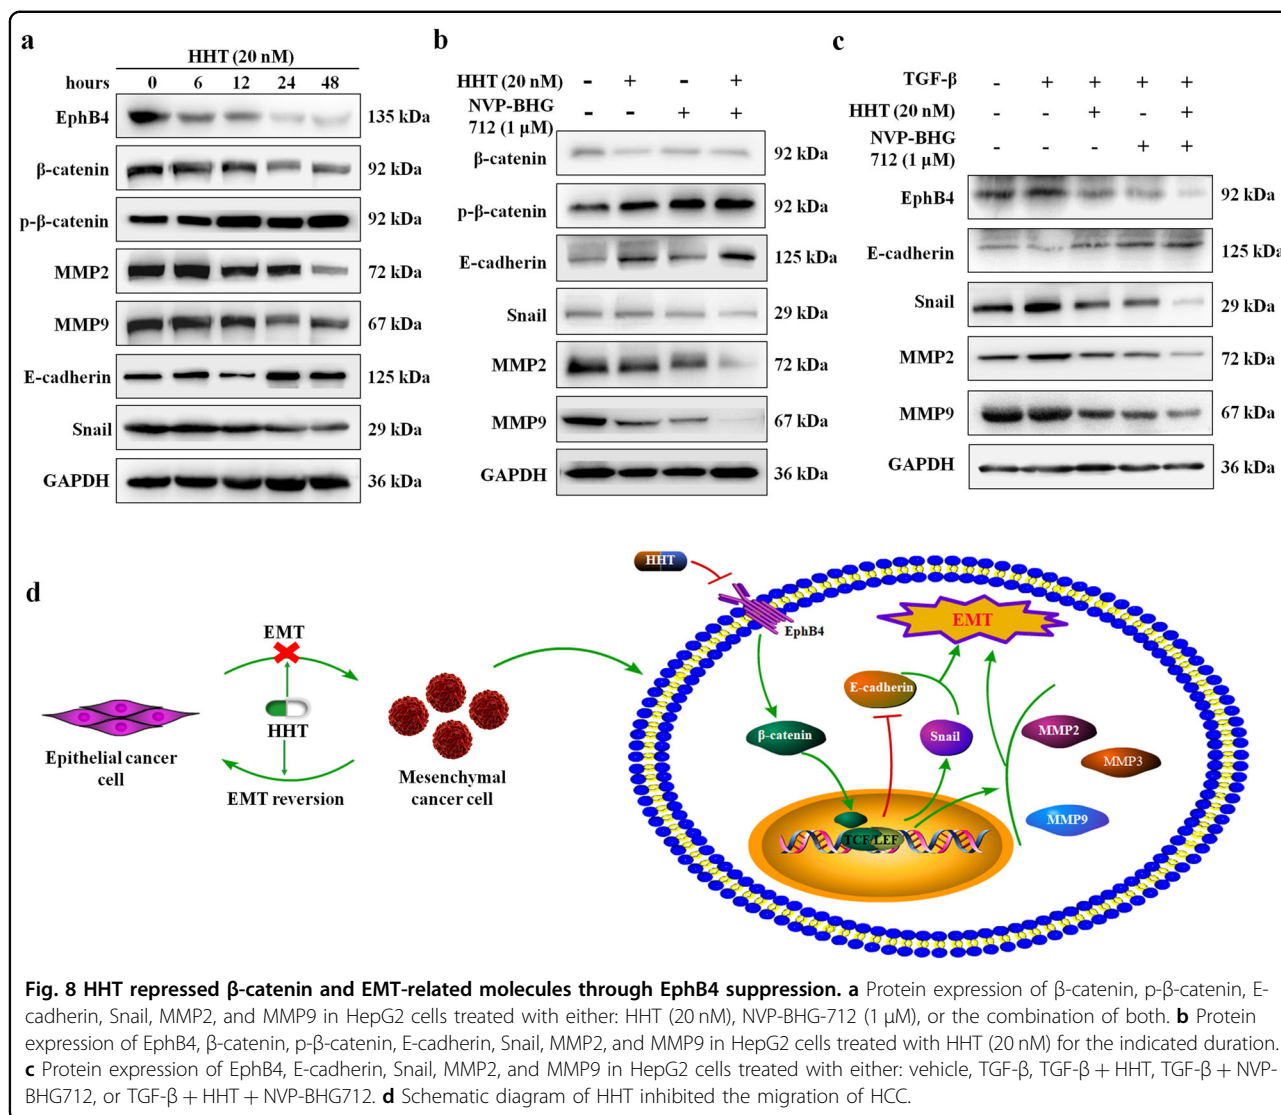 a
HHT (20 nM)
hours 0 6 12 24 48
EphB4 135 kDa
β-catenin 92 kDa
p-β-catenin 92 kDa
MMP2 72 kDa
MMP9 67 kDa
E-cadherin 125 kDa
Snail 29 kDa
GAPDH 36 kDa
b
HHT (20 nM) - + - +
NVP-BHG
712 (1 μM) - - + +
β-catenin 92 kDa
p-β-catenin 92 kDa
E-cadherin 125 kDa
Snail 29 kDa
MMP2 72 kDa
MMP9 67 kDa
GAPDH 36 kDa
c
TGF-β - + + + +
HHT (20 nM) - - + - +
NVP-BHG
712 (1 μM) - - - + +
EphB4 92 kDa
E-cadherin 125 kDa
Snail 29 kDa
MMP2 72 kDa
MMP9 67 kDa
GAPDH 36 kDa
d
EMT
HHT
EMT reversion
Epithelial cancer
cell
Mesenchymal
cancer cell
HHT
EphB4
EMT
E-cadherin
β-catenin
Snail
MMP2
MMP3
MMP9
TCF/LEF
Fig. 8 HHT repressed β-catenin and EMT-related molecules through EphB4 suppression. a Protein expression of β-catenin, p-β-catenin, E-
cadherin, Snail, MMP2, and MMP9 in HepG2 cells treated with either: HHT (20 nM), NVP-BHG-712 (1 μM), or the combination of both. b Protein
expression of EphB4, β-catenin, p-β-catenin, E-cadherin, Snail, MMP2, and MMP9 in HepG2 cells treated with HHT (20 nM) for the indicated duration.
c Protein expression of EphB4, E-cadherin, Snail, MMP2, and MMP9 in HepG2 cells treated with either: vehicle, TGF-β, TGF-β + HHT, TGF-β + NVP-
BHG712, or TGF-β + HHT + NVP-BHG712. d Schematic diagram of HHT inhibited the migration of HCC.